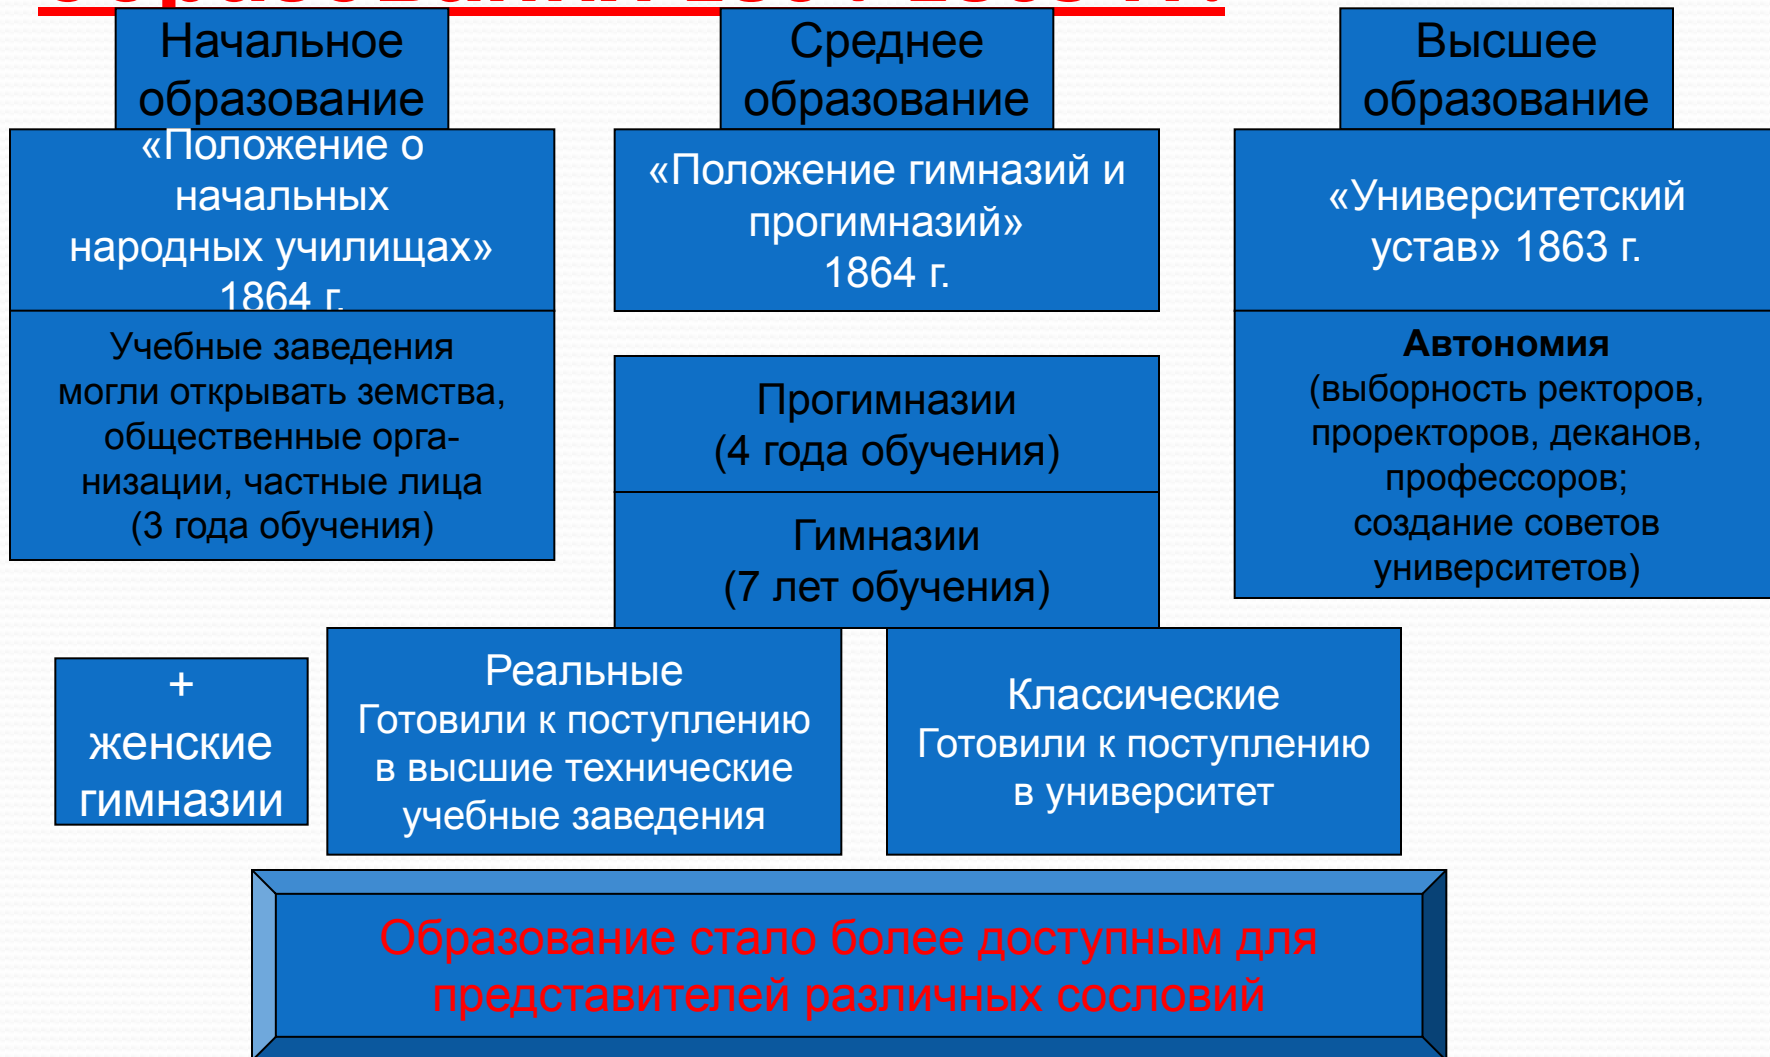 Начальное
образование
«Положение о
начальных
народных училищах»
1864 г.
Учебные заведения
могли открывать земства,
общественные орга-
низации, частные лица
(3 года обучения)
Среднее
образование
«Положение гимназий и
прогимназий»
1864 г.
Прогимназии
(4 года обучения)
Гимназии
(7 лет обучения)
Высшее
образование
«Университетский
устав» 1863 г.
Автономия
(выборность ректоров,
проректоров, деканов,
профессоров;
создание советов
университетов)
+
женские
гимназии
Реальные
Готовили к поступлению
в высшие технические
учебные заведения
Классические
Готовили к поступлению
в университет
Образование стало более доступным для
представителей различных сословий